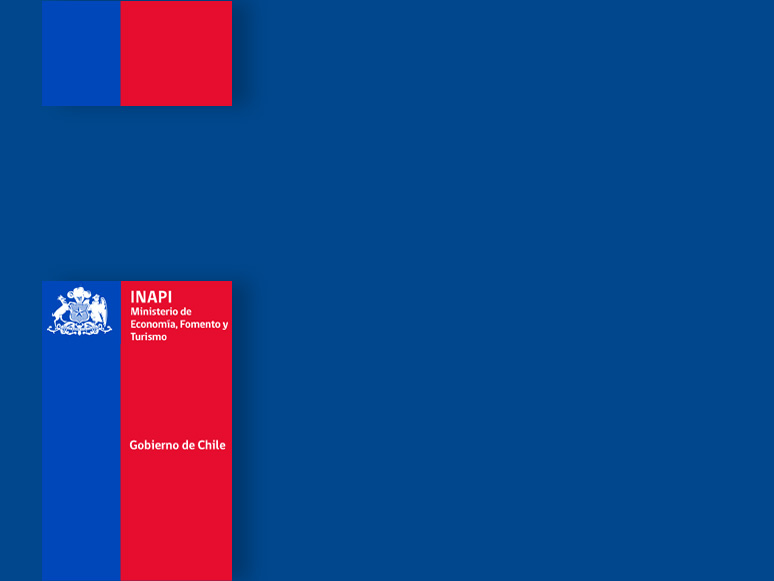 INAPI
Ministerio de
Economía, Fomento y
Turismo
Gobierno de Chile